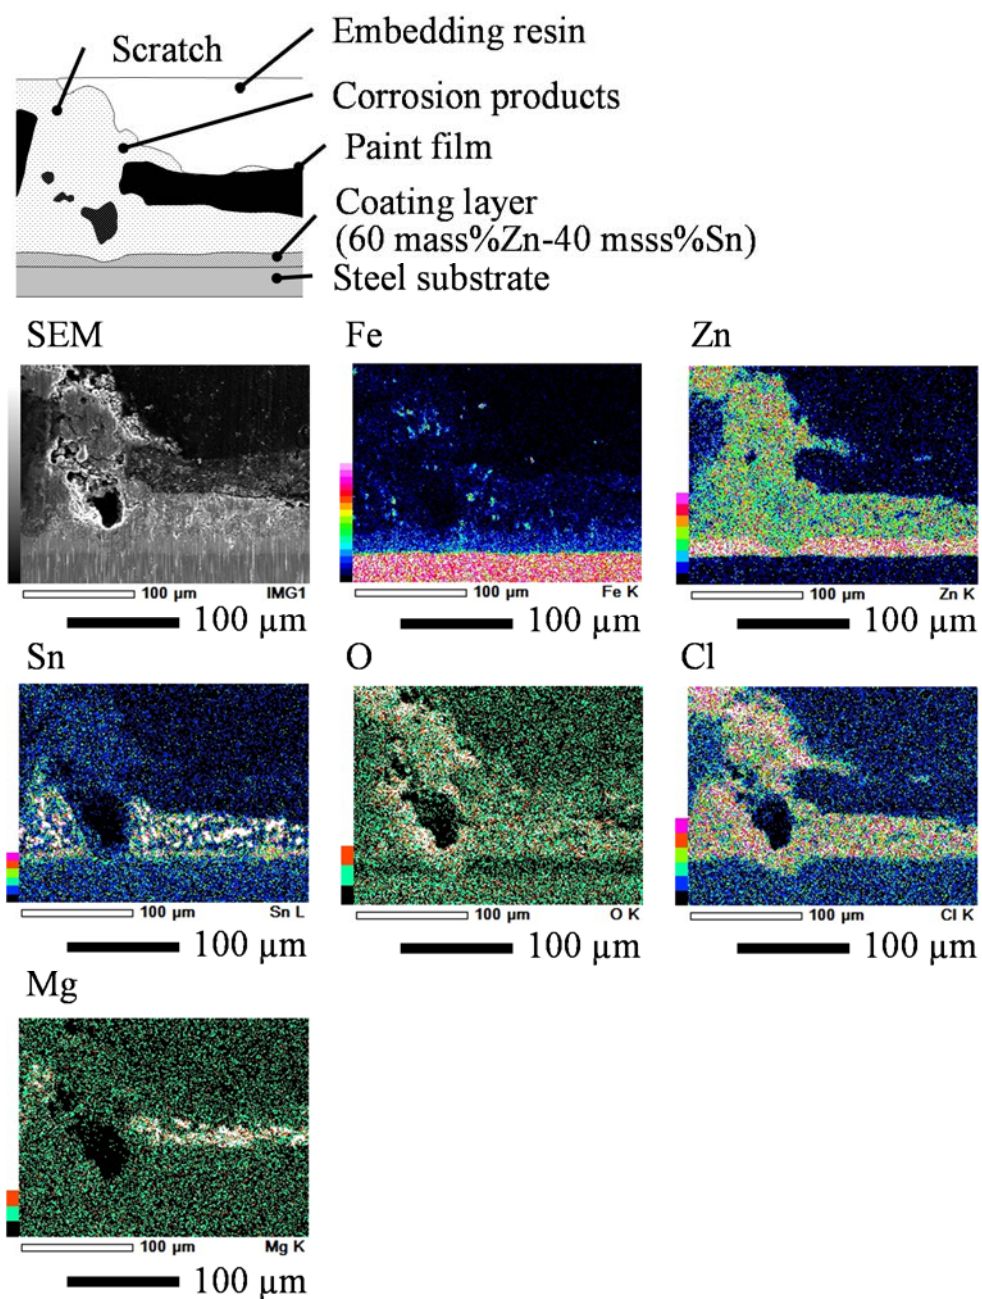 Embedding resin
Scratch
Corrosion products
Paint film
Coating layer
(60 mass%Zn-40 msss%Sn)
Steel substrate
SEM
Fe
Zn
100 μm IMG1
100 μm Fe K
100 μm Zn K
100 μm
100 μm
100 μm
Sn
O
Cl
100 μm Sn L
100 μm O K
100 μm Cl K
100 μm
100 μm
100 μm
Mg
100 μm Mg K
100 μm